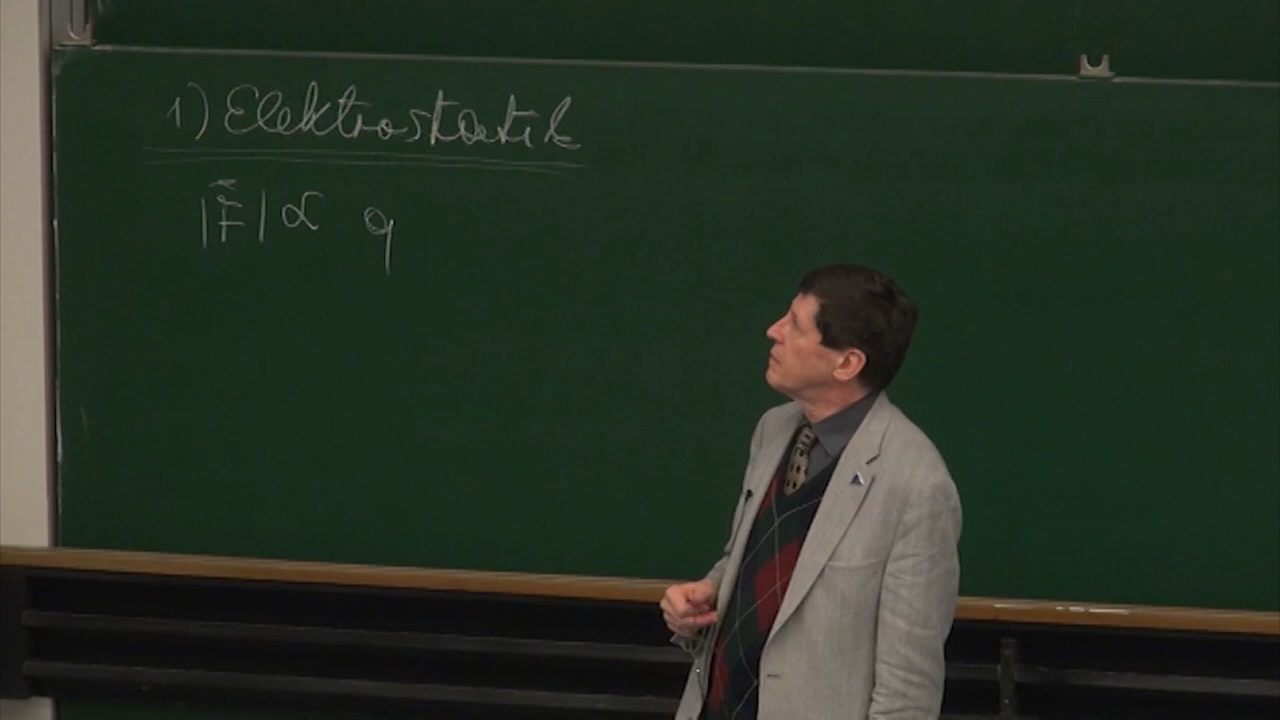 1) Elektrostatik
|F⃗| ∝ q